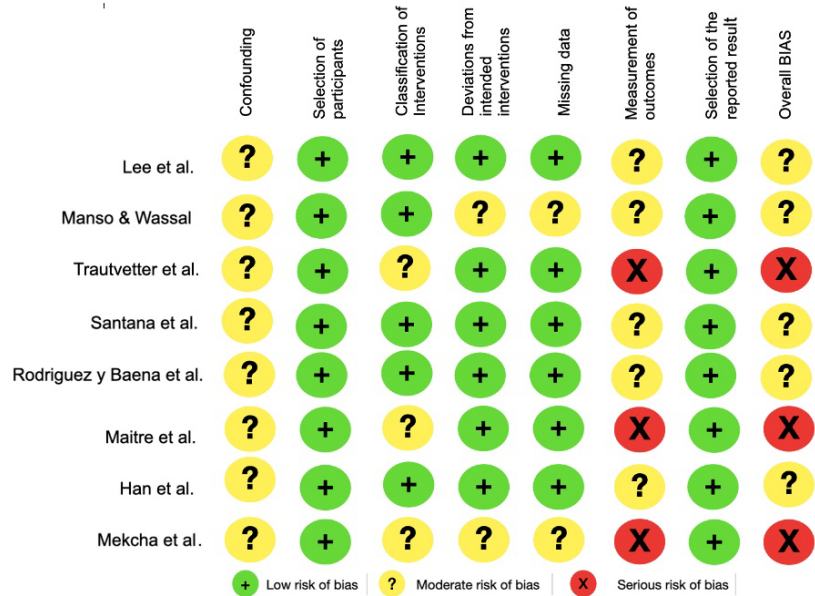 Confounding
Selection of
participants
Classification of
Interventions
Deviations from
intended
interventions
Missing data
Measurement of
outcomes
Selection of the
reported result
Overall BIAS
Lee et al. ? + + + + ? + ?
Manso & Wassal ? + + ? ? ? + ?
Trautvetter et al. ? + ? + + X + X
Santana et al. ? + + + + ? + ?
Rodriguez y Baena et al. ? + + + + ? + ?
Maitre et al. ? + ? + + X + X
Han et al. ? + + + + ? + ?
Mekcha et al. ? + ? ? ? X + X
+ Low risk of bias ? Moderate risk of bias X Serious risk of bias